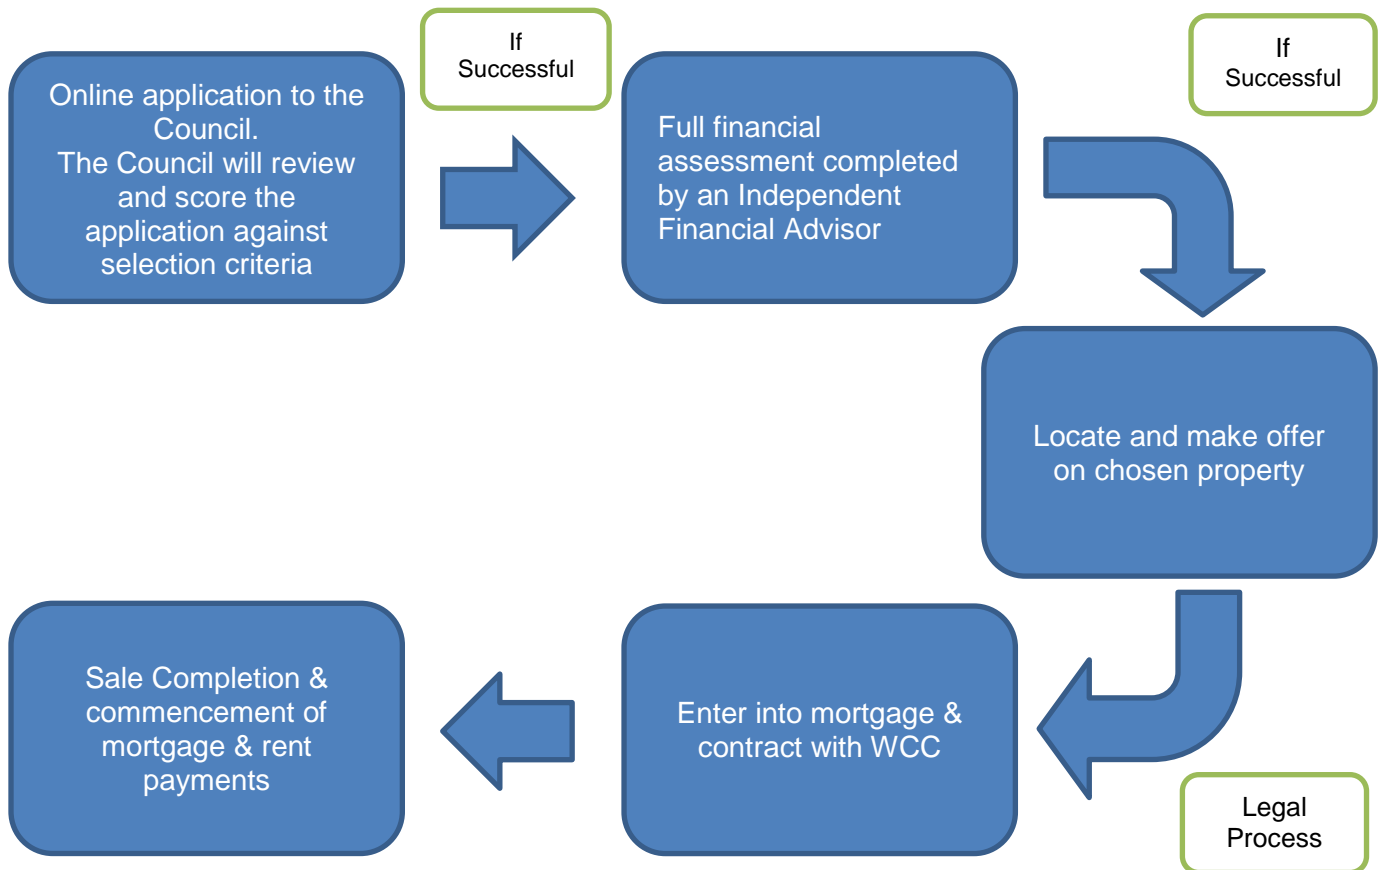 If
Successful
Online application to the
Council.
The Council will review
and score the
application against
selection criteria
Full financial
assessment completed
by an Independent
Financial Advisor
If
Successful
Locate and make offer
on chosen property
Legal
Process
Enter into mortgage &
contract with WCC
Sale Completion &
commencement of
mortgage & rent
payments